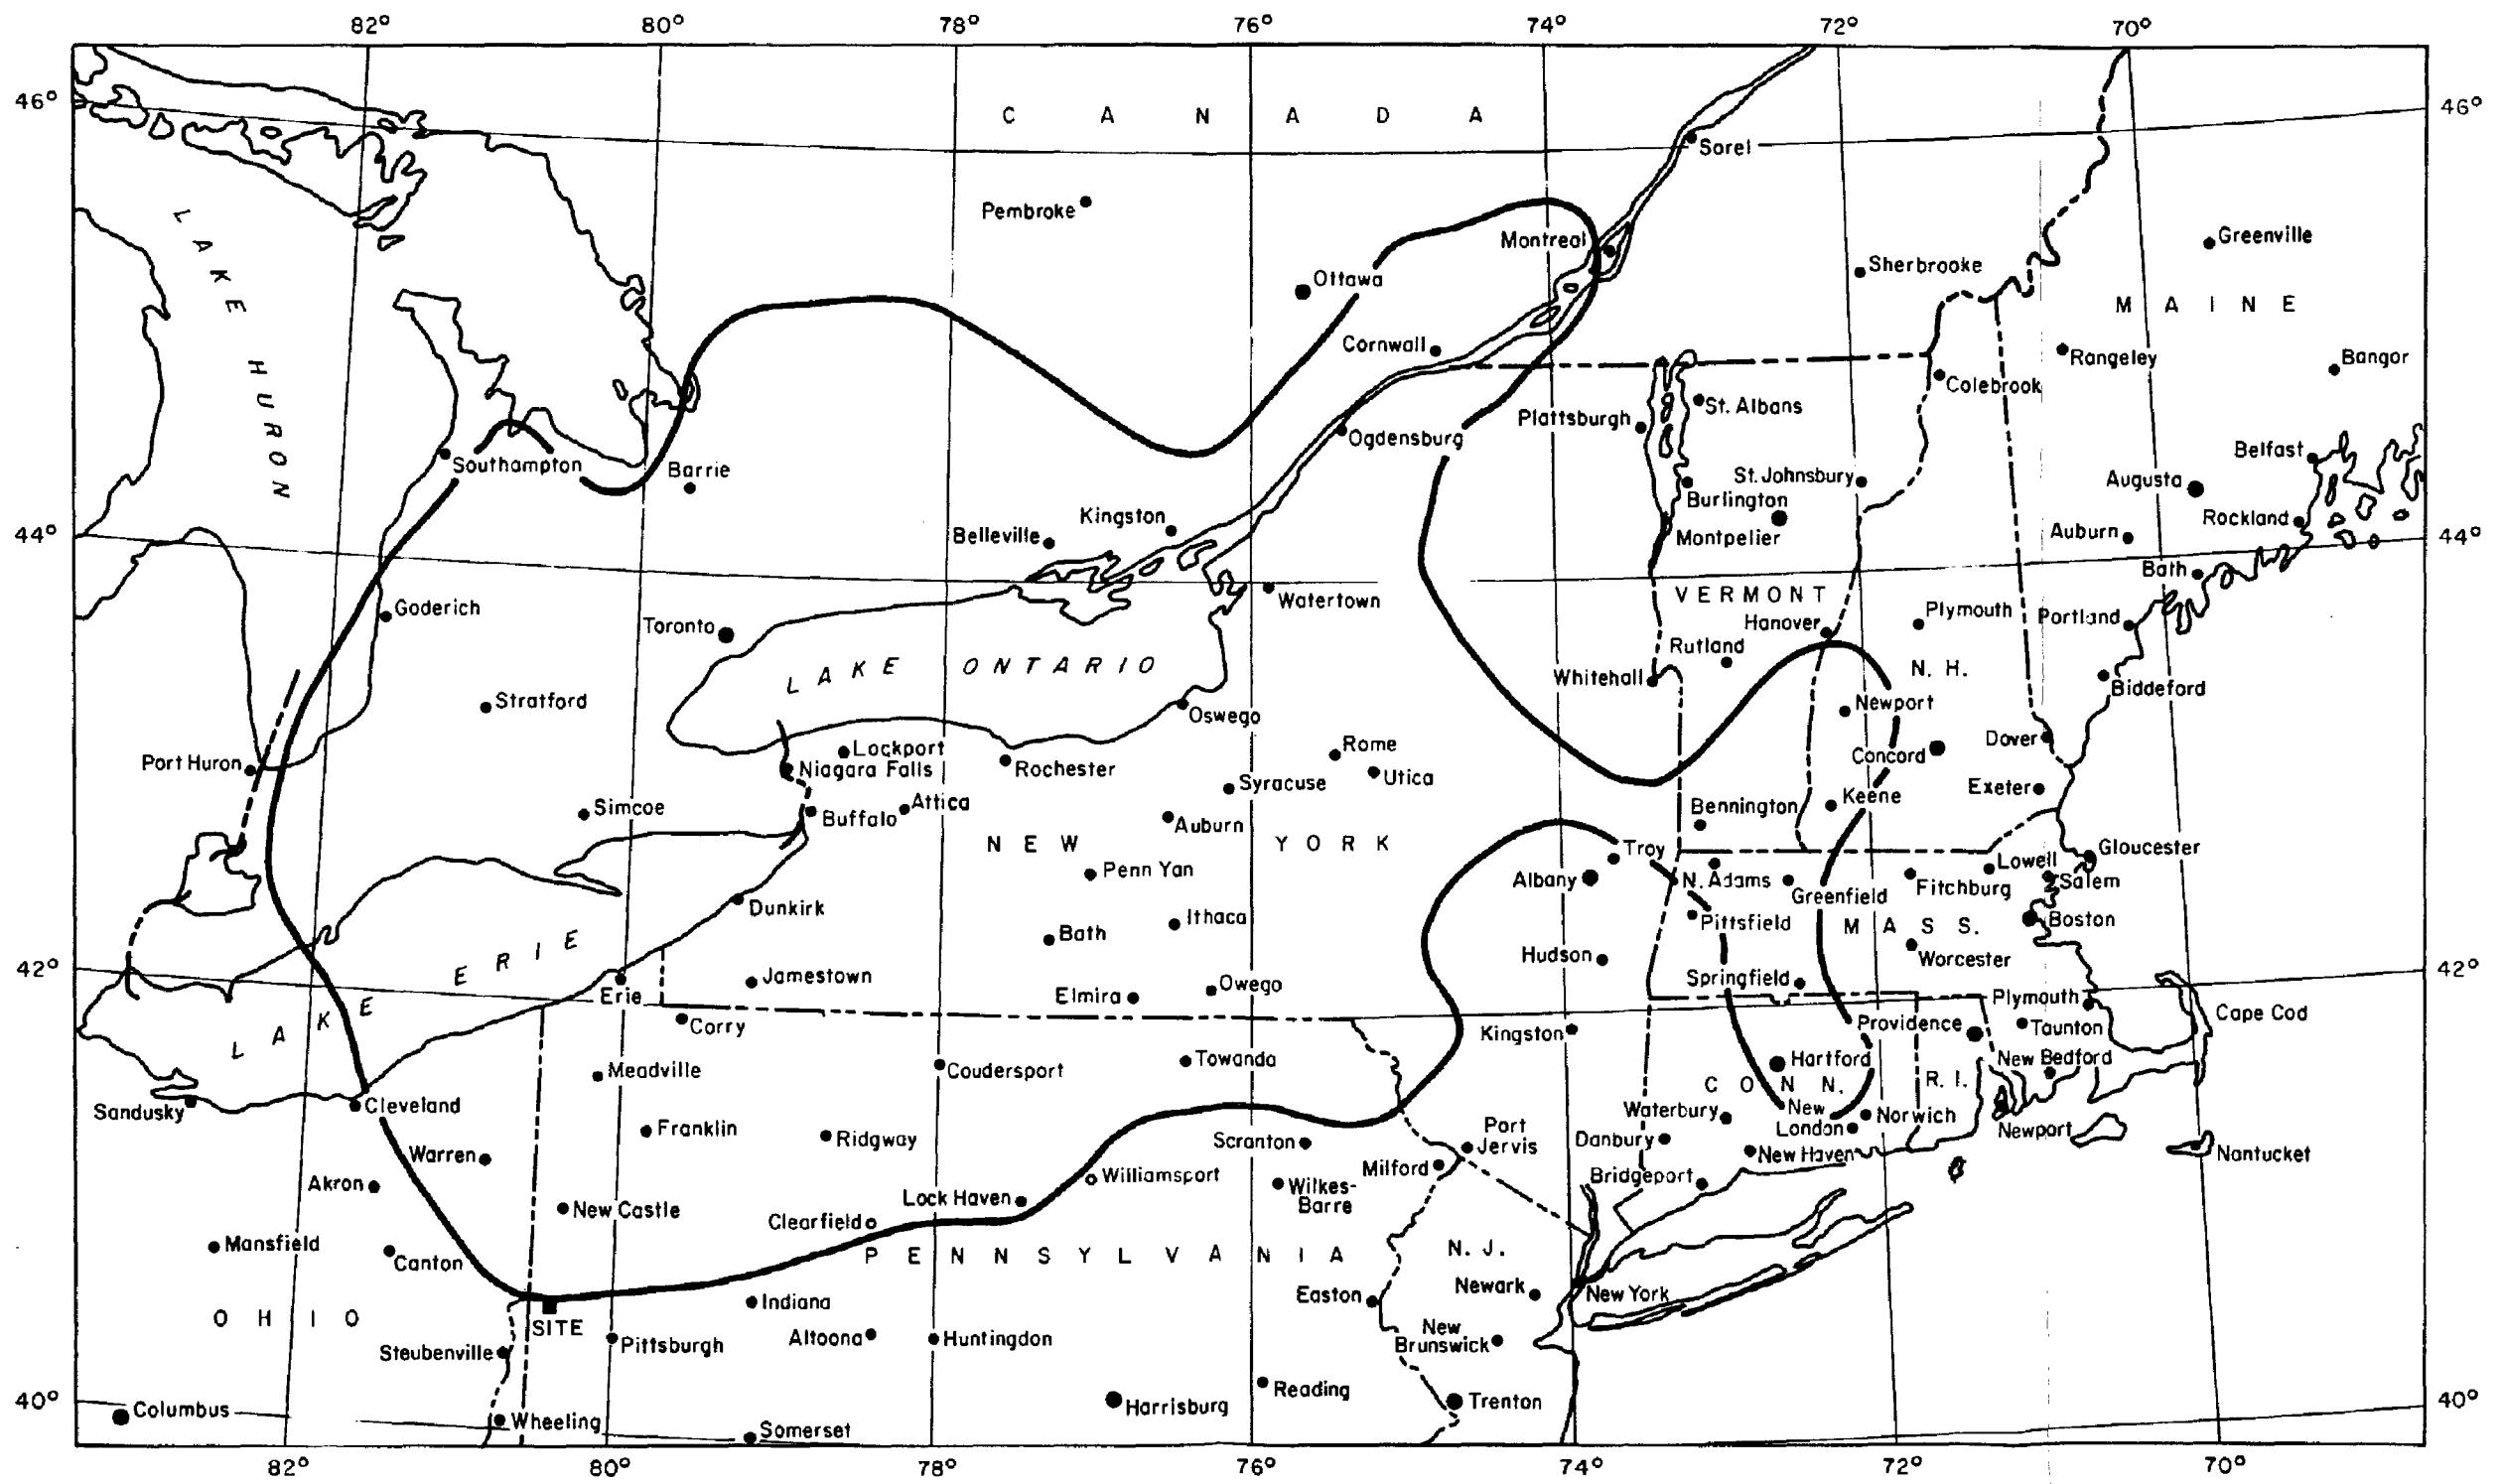 82° 80° 78° 76° 74° 72° 70°
46° 46°
C A N A D A
Sorel
Pembroke
LAKE HURON
Montreal
Greenville
Sherbrooke
Ottawa
M A I N E
Cornwall
Rangeley
Bangor
Colebrook
St. Albans
Plattsburgh
Ogdensburg
Belfast
Southampton
Barrie
St. Johnsbury
Augusta
Burlington
Kingston
Rockland
Belleville
Montpelier
Auburn
44° 44°
Bath
Watertown
VERMONT
Goderich
Plymouth
Portland
Toronto
Hanover
Rutland
LAKE ONTARIO
N. H.
Whitehall
Biddeford
Stratford
Newport
Oswego
Dover
Rome
Lockport
Concord
Port Huron
Niagara Falls
Rochester
Utica
Syracuse
Exeter
Keene
Attica
Simcoe
Bennington
Buffalo
Auburn
NEW YORK
Troy
Gloucester
Lowell
Penn Yan
Albany
N. Adams
Salem
Fitchburg
Greenfield
Dunkirk
Ithaca
Pittsfield
Boston
MASS.
Bath
Hudson
Worcester
LAKE ERIE
42° 42°
Jamestown
Springfield
Owego
Erie
Elmira
Plymouth
Cape Cod
Corry
Providence
Taunton
Kingston
Towanda
Hartford
New Bedford
Meadville
Coudersport
CONN.
R. I.
Cleveland
Sandusky
New
London
Waterbury
Norwich
Franklin
Port
Jervis
Newport
Ridgway
Scranton
Danbury
Warren
New Haven
Nantucket
Milford
Akron
Williamsport
Bridgeport
Wilkes-
Barre
Lock Haven
New Castle
Clearfield
Mansfield
Canton
PENNSYLVANIA
N. J.
Newark
New York
Easton
Indiana
OHIO
SITE
New
Brunswick
Altoona
Huntingdon
Pittsburgh
Steubenville
Reading
40° 40°
Trenton
Harrisburg
Columbus
Wheeling
Somerset
82° 80° 78° 76° 74° 72° 70°